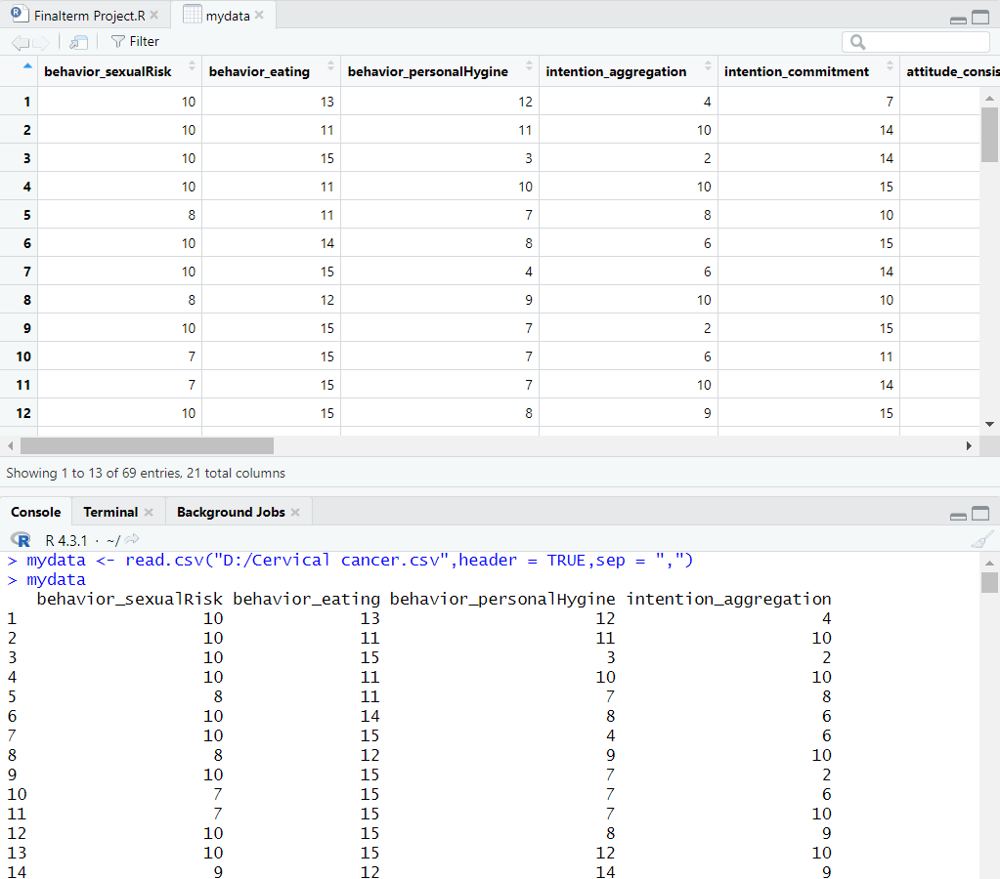 Finalterm Project.R mydata
Filter
behavior_sexualRisk behavior_eating behavior_personalHygine intention_aggregation intention_commitment attitude_consis
1 10 13 12 4 7
2 10 11 11 10 14
3 10 15 3 2 14
4 10 11 10 10 15
5 8 11 7 8 10
6 10 14 8 6 15
7 10 15 4 6 14
8 8 12 9 10 10
9 10 15 7 2 15
10 7 15 7 6 11
11 7 15 7 10 14
12 10 15 8 9 15
Showing 1 to 13 of 69 entries, 21 total columns
Console Terminal Background Jobs
R R 4.3.1 · ~/
> mydata <- read.csv("D:/Cervical cancer.csv",header = TRUE,sep = ",")
> mydata
behavior_sexualRisk behavior_eating behavior_personalHygine intention_aggregation
1 10 13 12 4
2 10 11 11 10
3 10 15 3 2
4 10 11 10 10
5 8 11 7 8
6 10 14 8 6
7 10 15 4 6
8 8 12 9 10
9 10 15 7 2
10 7 15 7 6
11 7 15 7 10
12 10 15 8 9
13 10 15 12 10
14 9 12 14 9